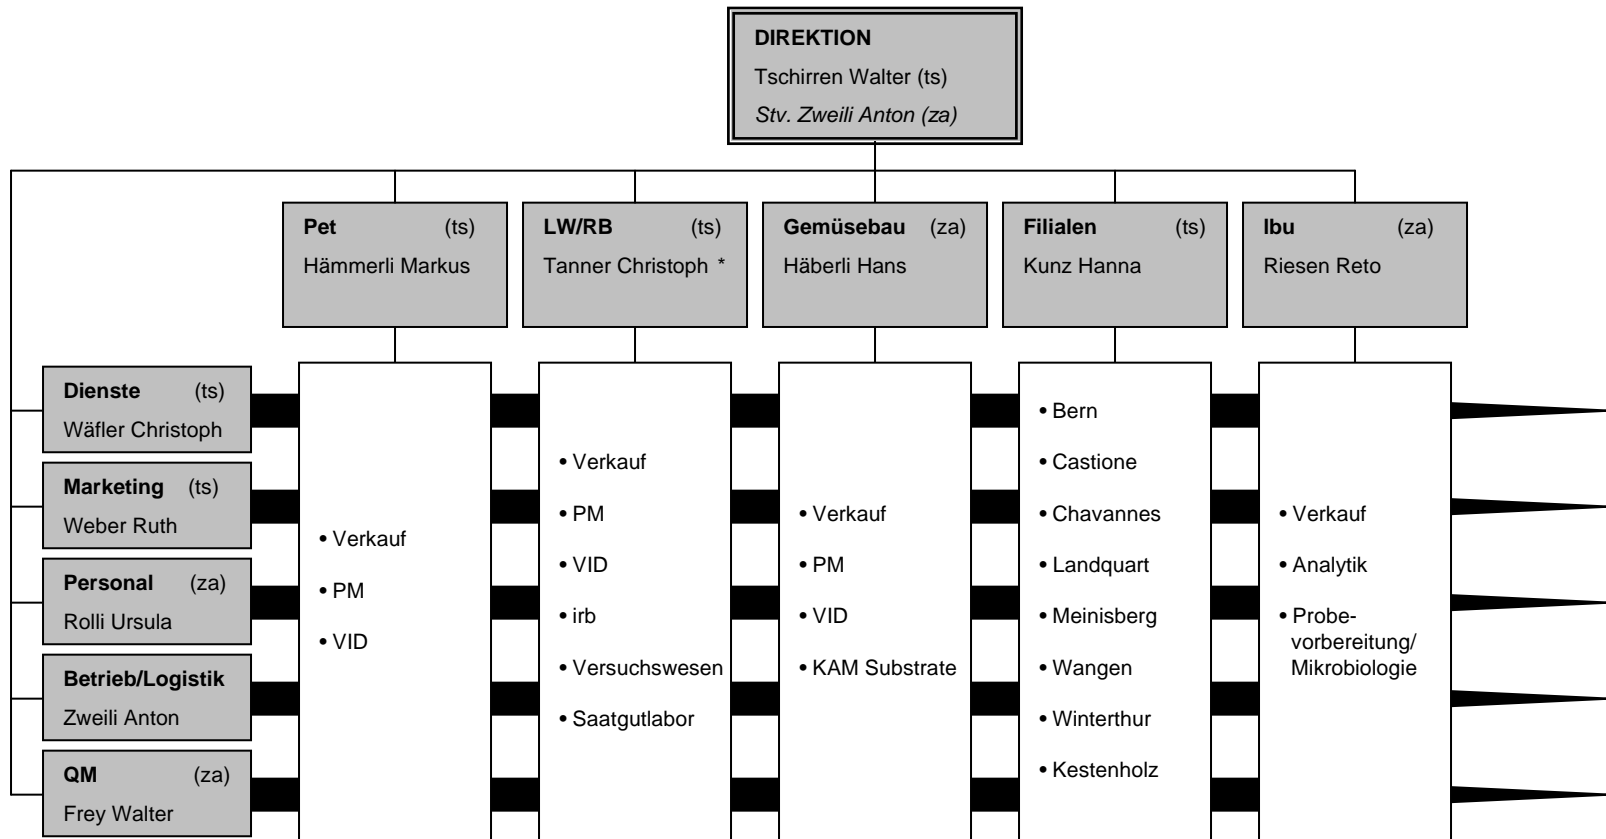 DIREKTION
Tschirren Walter (ts)
Stv. Zweili Anton (za)
Pet (ts)
Hämmerli Markus
LW/RB (ts)
Tanner Christoph *
Gemüsebau (za)
Häberli Hans
Filialen (ts)
Kunz Hanna
Ibu (za)
Riesen Reto
Dienste (ts)
Wäfler Christoph
Marketing (ts)
Weber Ruth
Personal (za)
Rolli Ursula
Betrieb/Logistik
Zweili Anton
QM (za)
Frey Walter
• Verkauf
• PM
• VID
• Verkauf
• PM
• VID
• irb
• Versuchswesen
• Saatgutlabor
• Verkauf
• PM
• VID
• KAM Substrate
• Bern
• Castione
• Chavannes
• Landquart
• Meinisberg
• Wangen
• Winterthur
• Kestenholz
• Verkauf
• Analytik
• Probe-
vorbereitung/
Mikrobiologie